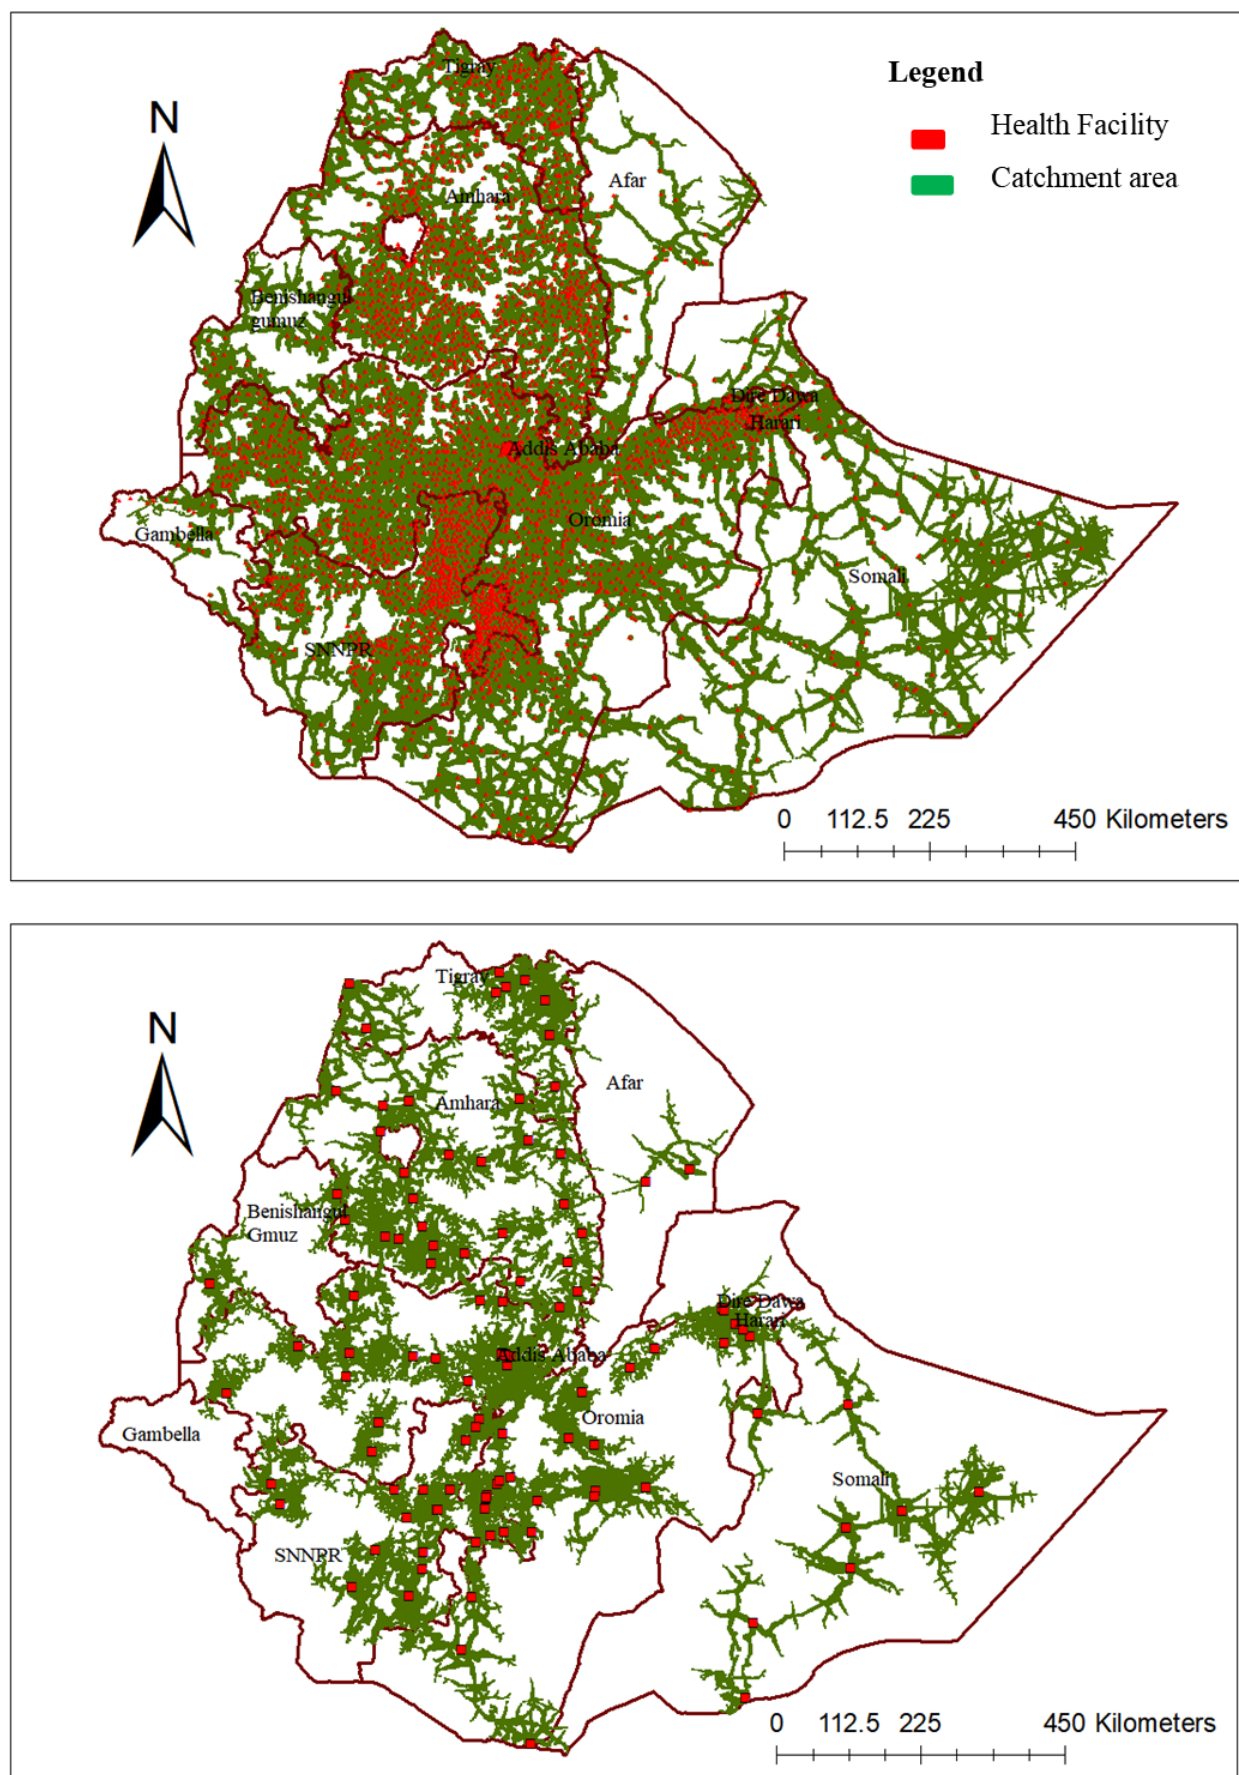 Legend
Health Facility
Catchment area
N
Tigray
Amhara
Afar
Benishangul
gumuz
Dire Dawa
Harari
Addis Ababa
Oromia
Gambella
Somali
SNNPR
0 112.5 225 450 Kilometers
N
Tigray
Afar
Amhara
Benishangul
Gmuz
Dire Dawa
Harari
Addis Ababa
Oromia
Gambella
Somali
SNNPR
0 112.5 225 450 Kilometers